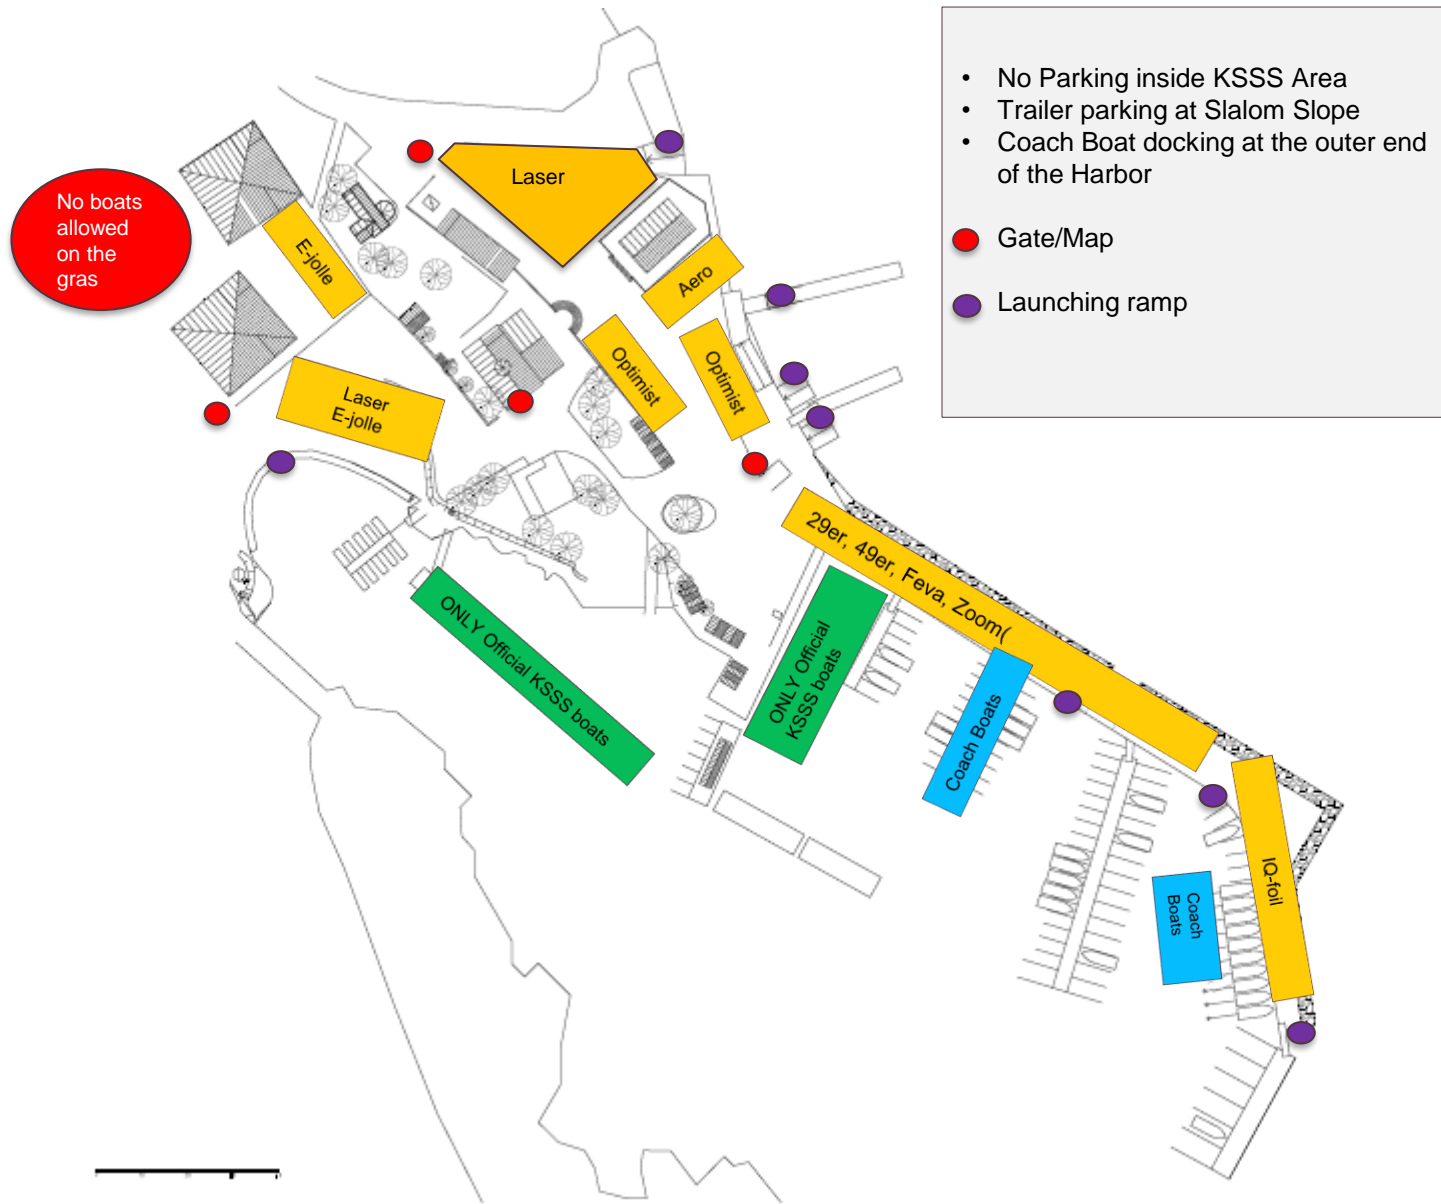 • No Parking inside KSSS Area
• Trailer parking at Slalom Slope
• Coach Boat docking at the outer end
of the Harbor
Gate/Map
Launching ramp
No boats
allowed
on the
gras
Laser
E-jolle
Aero
Optimist
Optimist
Laser
E-jolle
29er, 49er, Feva, Zoom(
ONLY Official KSSS boats
ONLY Official
KSSS boats
Coach Boats
Coach
Boats
IQ-foil